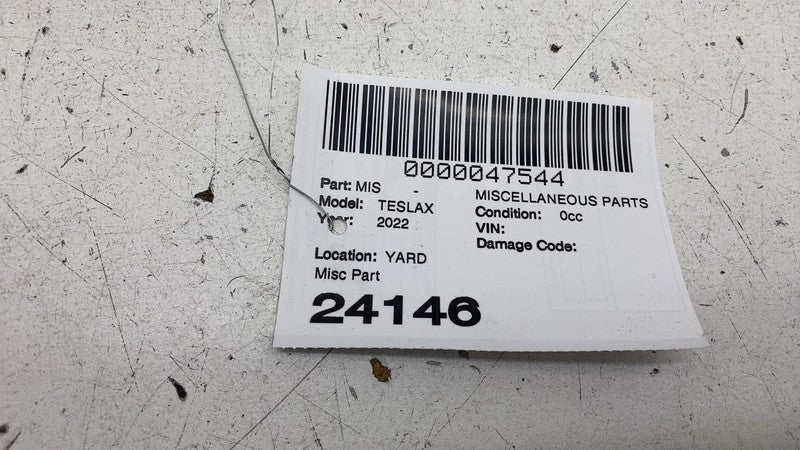 0000047544
Part: MIS - MISCELLANEOUS PARTS
Model: TESLAX Condition: 0cc
Year: 2022 VIN:
Damage Code:
Location: YARD
Misc Part
24146